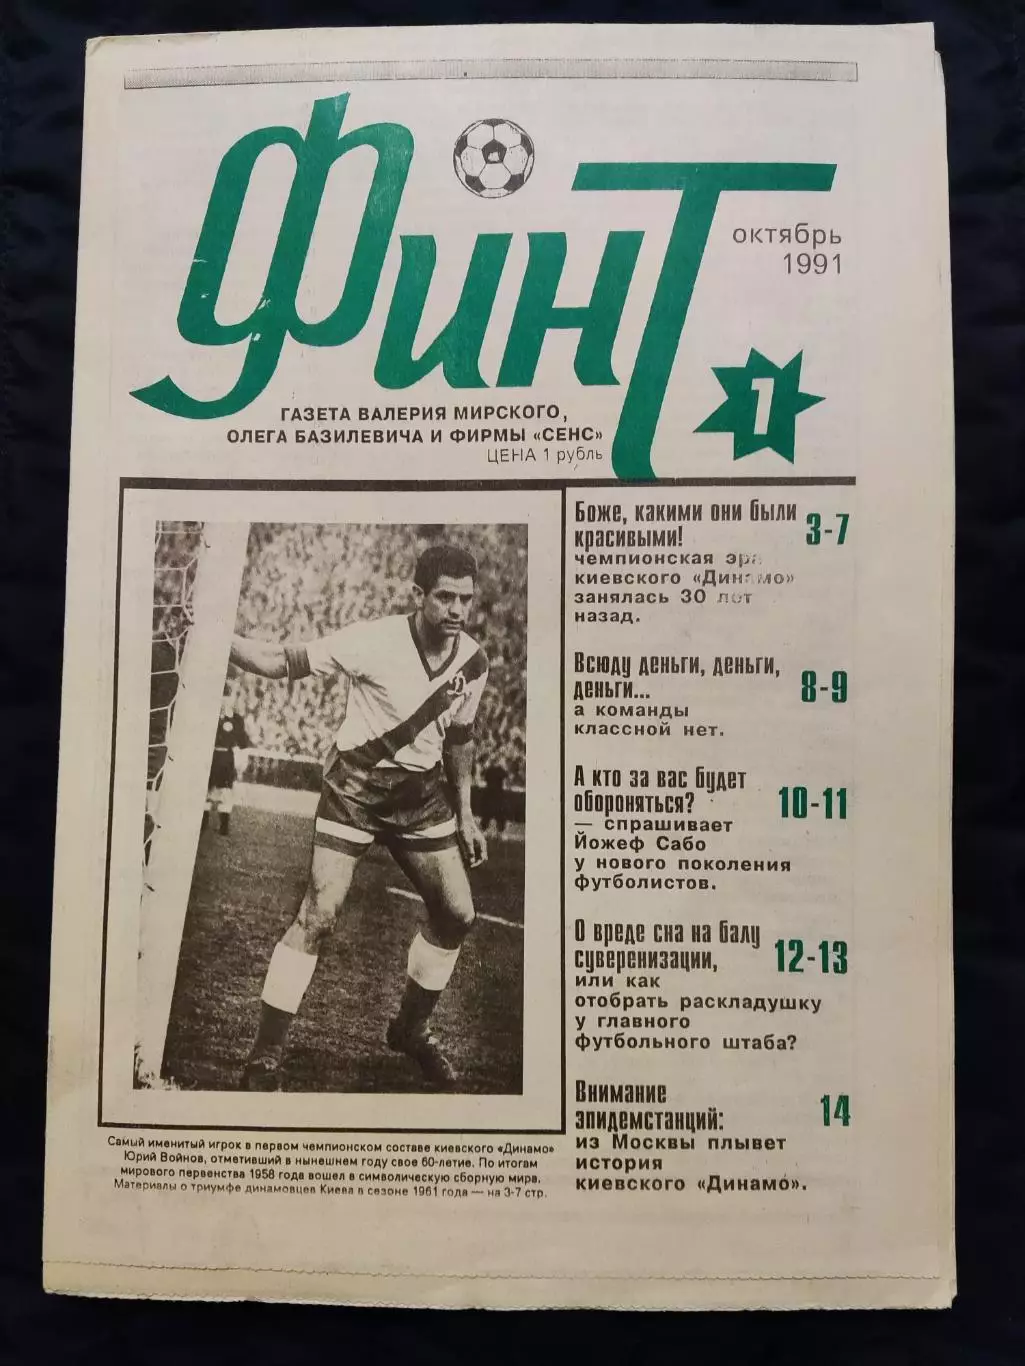 Финт
октябрь
1991
1
ГАЗЕТА ВАЛЕРИЯ МИРСКОГО,
ОЛЕГА БАЗИЛЕВИЧА И ФИРМЫ «СЕНС»
ЦЕНА 1 рубль
Боже, какими они были
красивыми!
3-7
чемпионская эра
киевского «Динамо»
занялась 30 лет
назад.
Всюду деньги, деньги,
деньги...
8-9
а команды
классной нет.
А кто за вас будет
обороняться?
10-11
— спрашивает
Йожеф Сабо
у нового поколения
футболистов.
О вреде сна на балу
суверенизации,
12-13
или как
отобрать раскладушку
у главного
футбольного штаба?
Внимание
эпидемстанций:
14
из Москвы плывет
история
киевского «Динамо».
Самый именитый игрок в первом чемпионском составе киевского «Динамо»
Юрий Войнов, отметивший в нынешнем году свое 60-летие. По итогам
мирового первенства 1958 года вошел в символическую сборную мира.
Материалы о триумфе динамовцев Киева в сезоне 1961 года — на 3-7 стр.